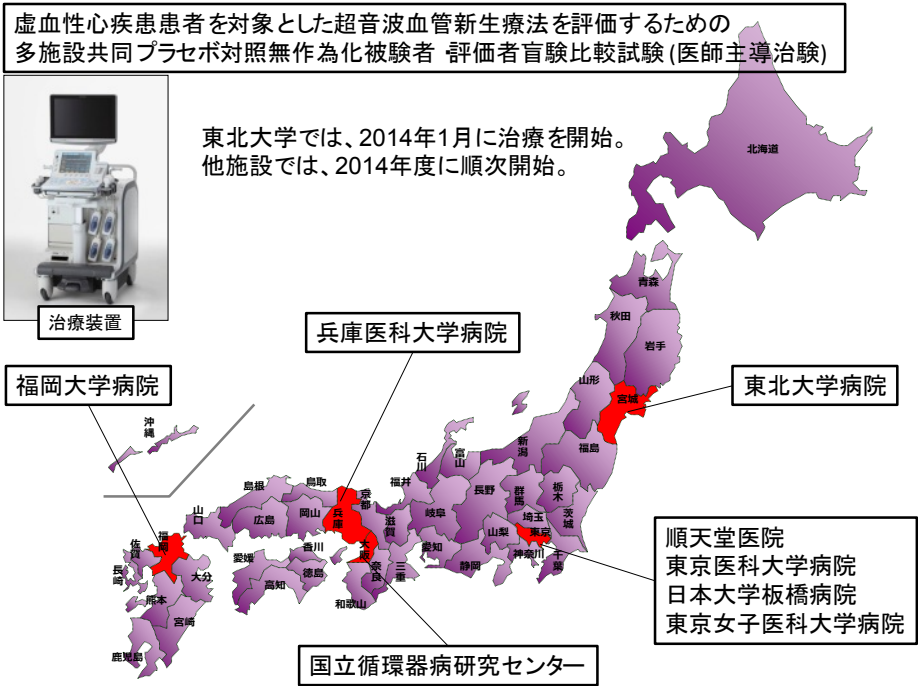 虚血性心疾患患者を対象とした超音波血管新生療法を評価するための
多施設共同プラセボ対照無作為化被験者・評価者盲験比較試験(医師主導治験)
東北大学では、2014年1月に治療を開始。
他施設では、2014年度に順次開始。
治療装置
北海道
青森
秋田
岩手
兵庫医科大学病院
福岡大学病院
山形
宮城
東北大学病院
沖縄
福島
新潟
石川
富山
栃木
群馬
長野
茨城
福井
京都
鳥取
島根
岡山
兵庫
広島
山口
滋賀
岐阜
埼玉
東京
山梨
神奈川
千葉
愛知
静岡
三重
奈良
大阪
和歌山
香川
徳島
愛媛
高知
福岡
佐賀
長崎
大分
熊本
宮崎
鹿児島
順天堂医院
東京医科大学病院
日本大学板橋病院
東京女子医科大学病院
国立循環器病研究センター